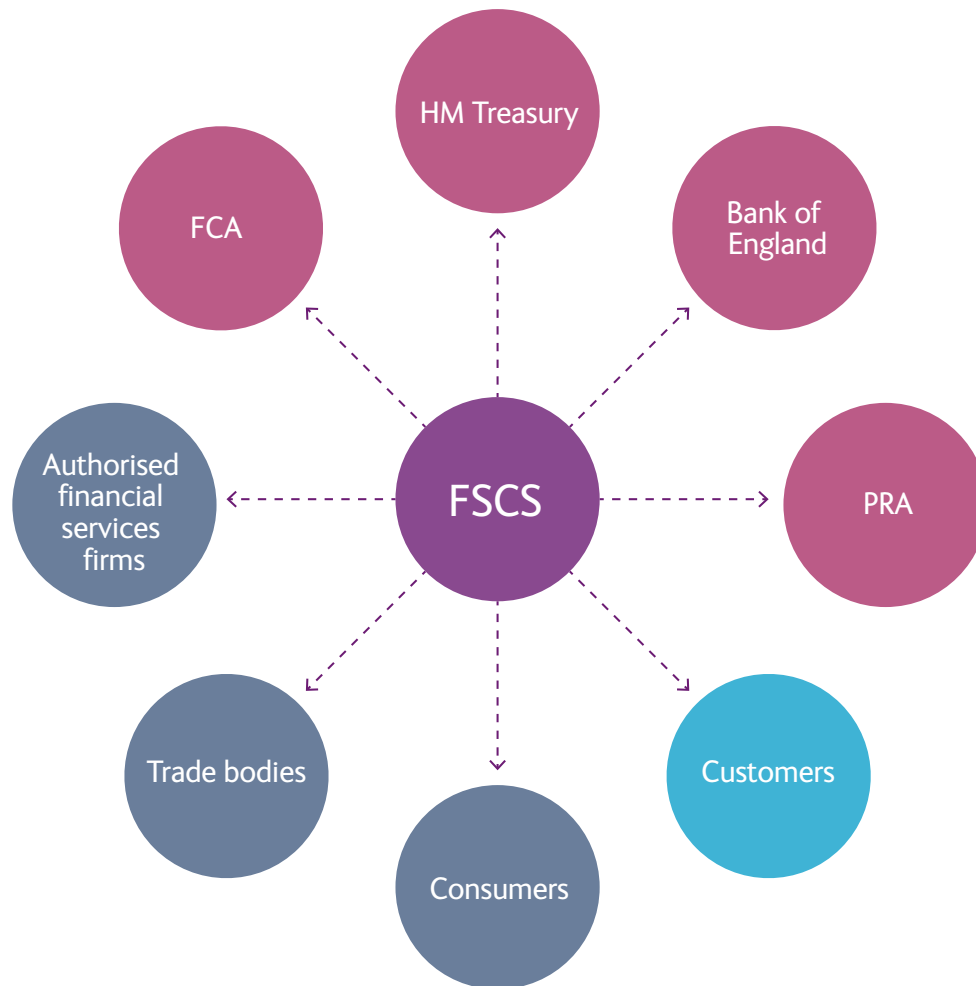 HM Treasury
FCA
Bank of
England
Authorised
financial
services
firms
FSCS
PRA
Trade bodies
Customers
Consumers